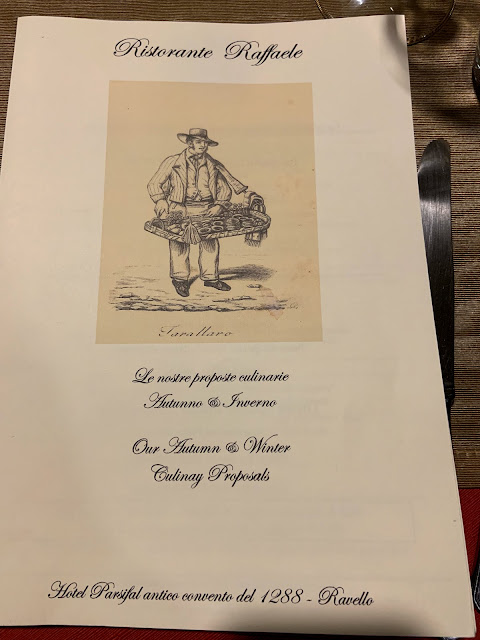 Ristorante Raffaele
Tarallaro
Le nostre proposte culinarie
Autunno & Inverno
Our Autumn & Winter
Culinay Proposals
Hotel Parsifal antico convento del 1288 - Ravello